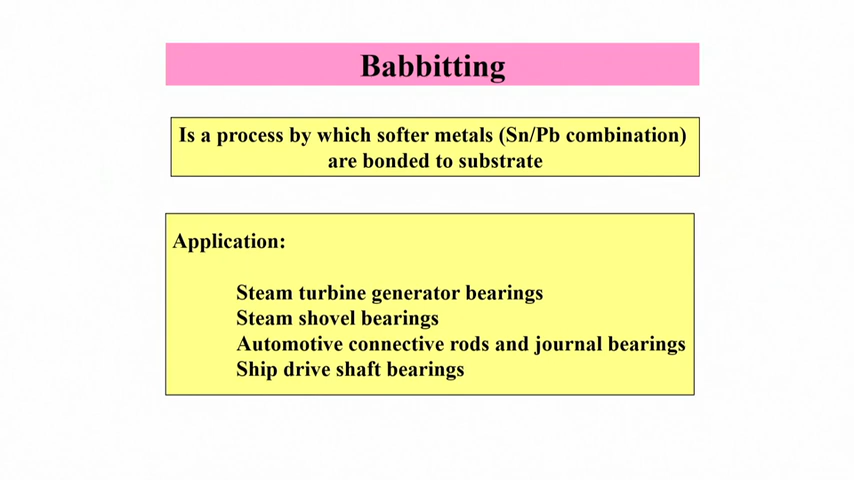 Babbitting
Is a process by which softer metals (Sn/Pb combination)
are bonded to substrate
Application:
Steam turbine generator bearings
Steam shovel bearings
Automotive connective rods and journal bearings
Ship drive shaft bearings